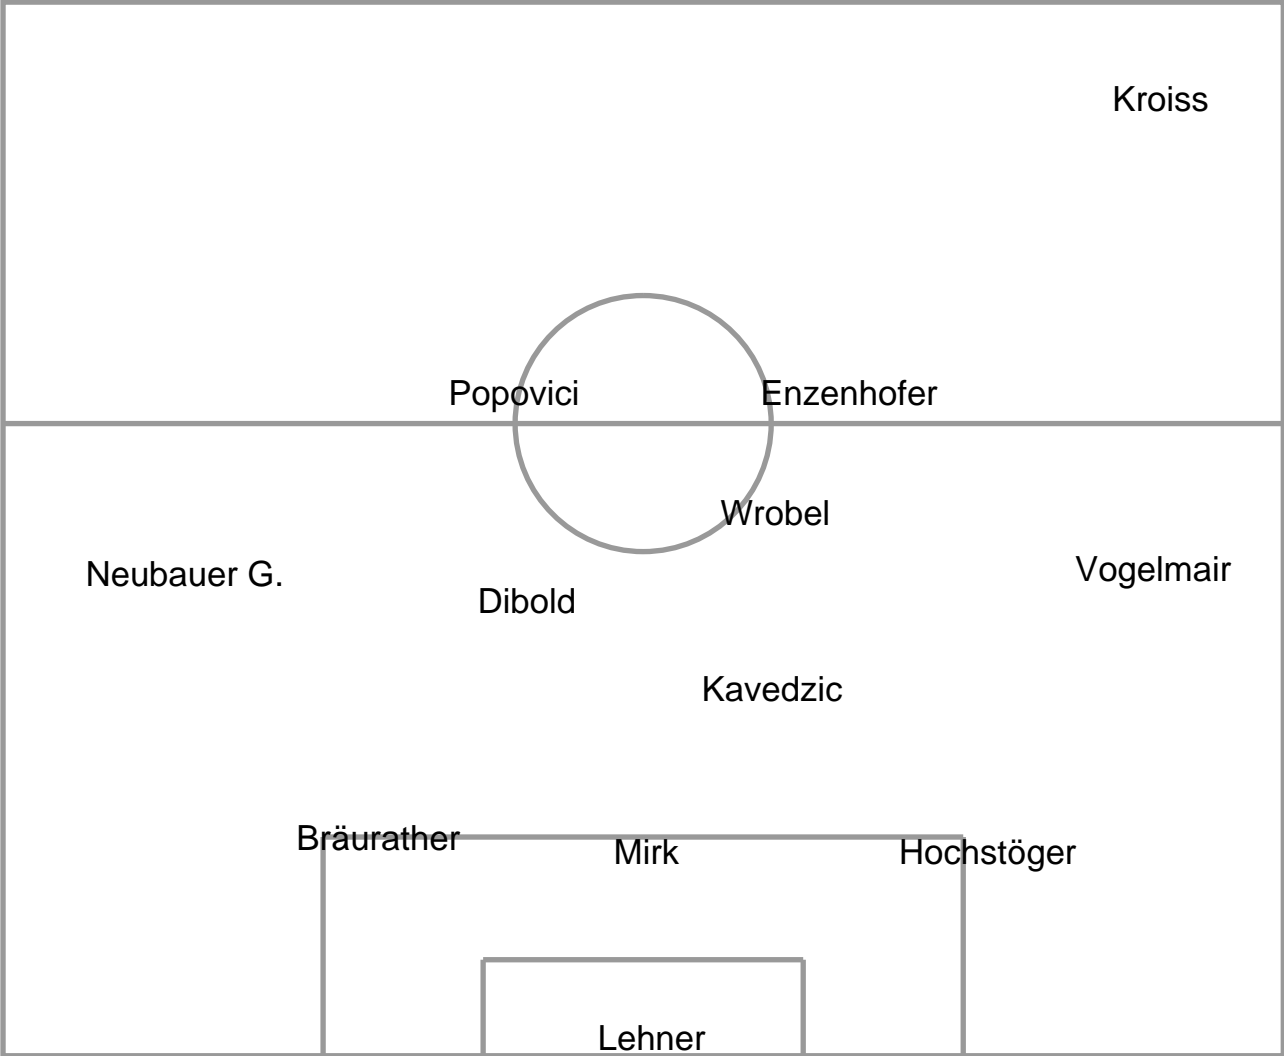 Kroiss
Popovici Enzenhofer
Wrobel
Neubauer G. Vogelmair
Dibold
Kavedzic
Bräurather Mirk Hochstöger
Lehner